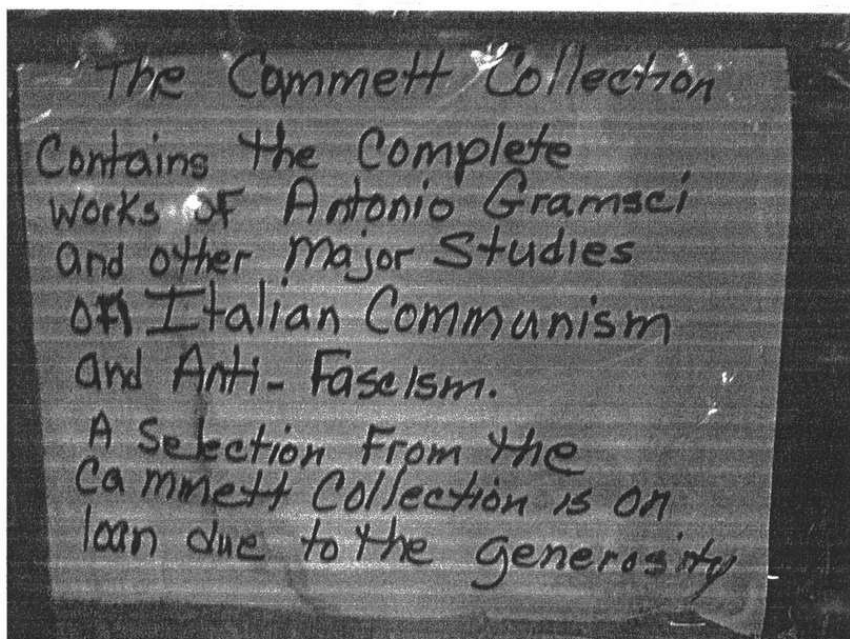 The Cammett Collection
Contains the Complete
works of Antonio Gramsci
and other Major Studies
on Italian Communism
and Anti-Fascism.
A Selection From the
Cammett Collection is on
loan due to the generosity